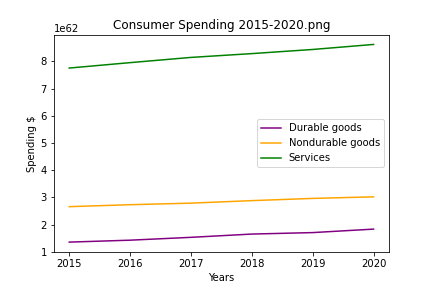 Consumer Spending 2015-2020.png
1e62
8
7
6
5
4
3
2
1
Spending $
Durable goods
Nondurable goods
Services
2015 2016 2017 2018 2019 2020
Years